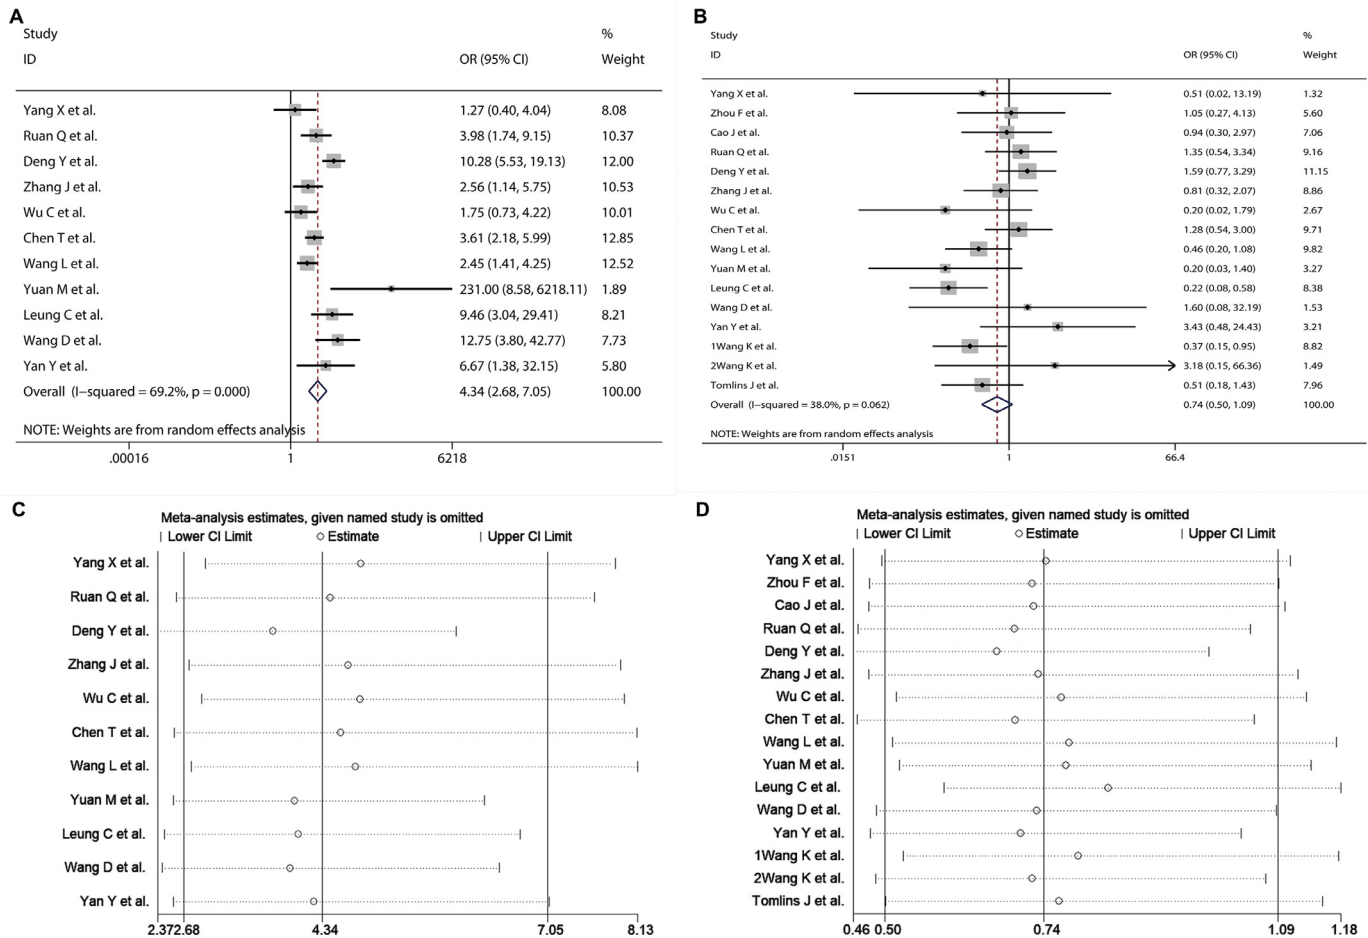 A
Study %
ID OR (95% CI) Weight
Yang X et al. 1.27 (0.40, 4.04) 8.08
Ruan Q et al. 3.98 (1.74, 9.15) 10.37
Deng Y et al. 10.28 (5.53, 19.13) 12.00
Zhang J et al. 2.56 (1.14, 5.75) 10.53
Wu C et al. 1.75 (0.73, 4.22) 10.01
Chen T et al. 3.61 (2.18, 5.99) 12.85
Wang L et al. 2.45 (1.41, 4.25) 12.52
Yuan M et al. 231.00 (8.58, 6218.11) 1.89
Leung C et al. 9.46 (3.04, 29.41) 8.21
Wang D et al. 12.75 (3.80, 42.77) 7.73
Yan Y et al. 6.67 (1.38, 32.15) 5.80
Overall (I−squared = 69.2%, p = 0.000) 4.34 (2.68, 7.05) 100.00
NOTE: Weights are from random effects analysis
.00016 1 6218
B
Study %
ID OR (95% CI) Weight
Yang X et al. 0.51 (0.02, 13.19) 1.32
Zhou F et al. 1.05 (0.27, 4.13) 5.60
Cao J et al. 0.94 (0.30, 2.97) 7.06
Ruan Q et al. 1.35 (0.54, 3.34) 9.16
Deng Y et al. 1.59 (0.77, 3.29) 11.15
Zhang J et al. 0.81 (0.32, 2.07) 8.86
Wu C et al. 0.20 (0.02, 1.79) 2.67
Chen T et al. 1.28 (0.54, 3.00) 9.71
Wang L et al. 0.46 (0.20, 1.08) 9.82
Yuan M et al. 0.20 (0.03, 1.40) 3.27
Leung C et al. 0.22 (0.08, 0.58) 8.38
Wang D et al. 1.60 (0.08, 32.19) 1.53
Yan Y et al. 3.43 (0.48, 24.43) 3.21
1Wang K et al. 0.37 (0.15, 0.95) 8.82
2Wang K et al. 3.18 (0.15, 66.36) 1.49
Tomlins J et al. 0.51 (0.18, 1.43) 7.96
Overall (I−squared = 38.0%, p = 0.062) 0.74 (0.50, 1.09) 100.00
NOTE: Weights are from random effects analysis
.0151 1 66.4
C
Meta-analysis estimates, given named study is omitted
Lower CI Limit Estimate Upper CI Limit
Yang X et al.
Ruan Q et al.
Deng Y et al.
Zhang J et al.
Wu C et al.
Chen T et al.
Wang L et al.
Yuan M et al.
Leung C et al.
Wang D et al.
Yan Y et al.
2.37 2.68 4.34 7.05 8.13
D
Meta-analysis estimates, given named study is omitted
Lower CI Limit Estimate Upper CI Limit
Yang X et al.
Zhou F et al.
Cao J et al.
Ruan Q et al.
Deng Y et al.
Zhang J et al.
Wu C et al.
Chen T et al.
Wang L et al.
Yuan M et al.
Leung C et al.
Wang D et al.
Yan Y et al.
1Wang K et al.
2Wang K et al.
Tomlins J et al.
0.46 0.50 0.74 1.09 1.18